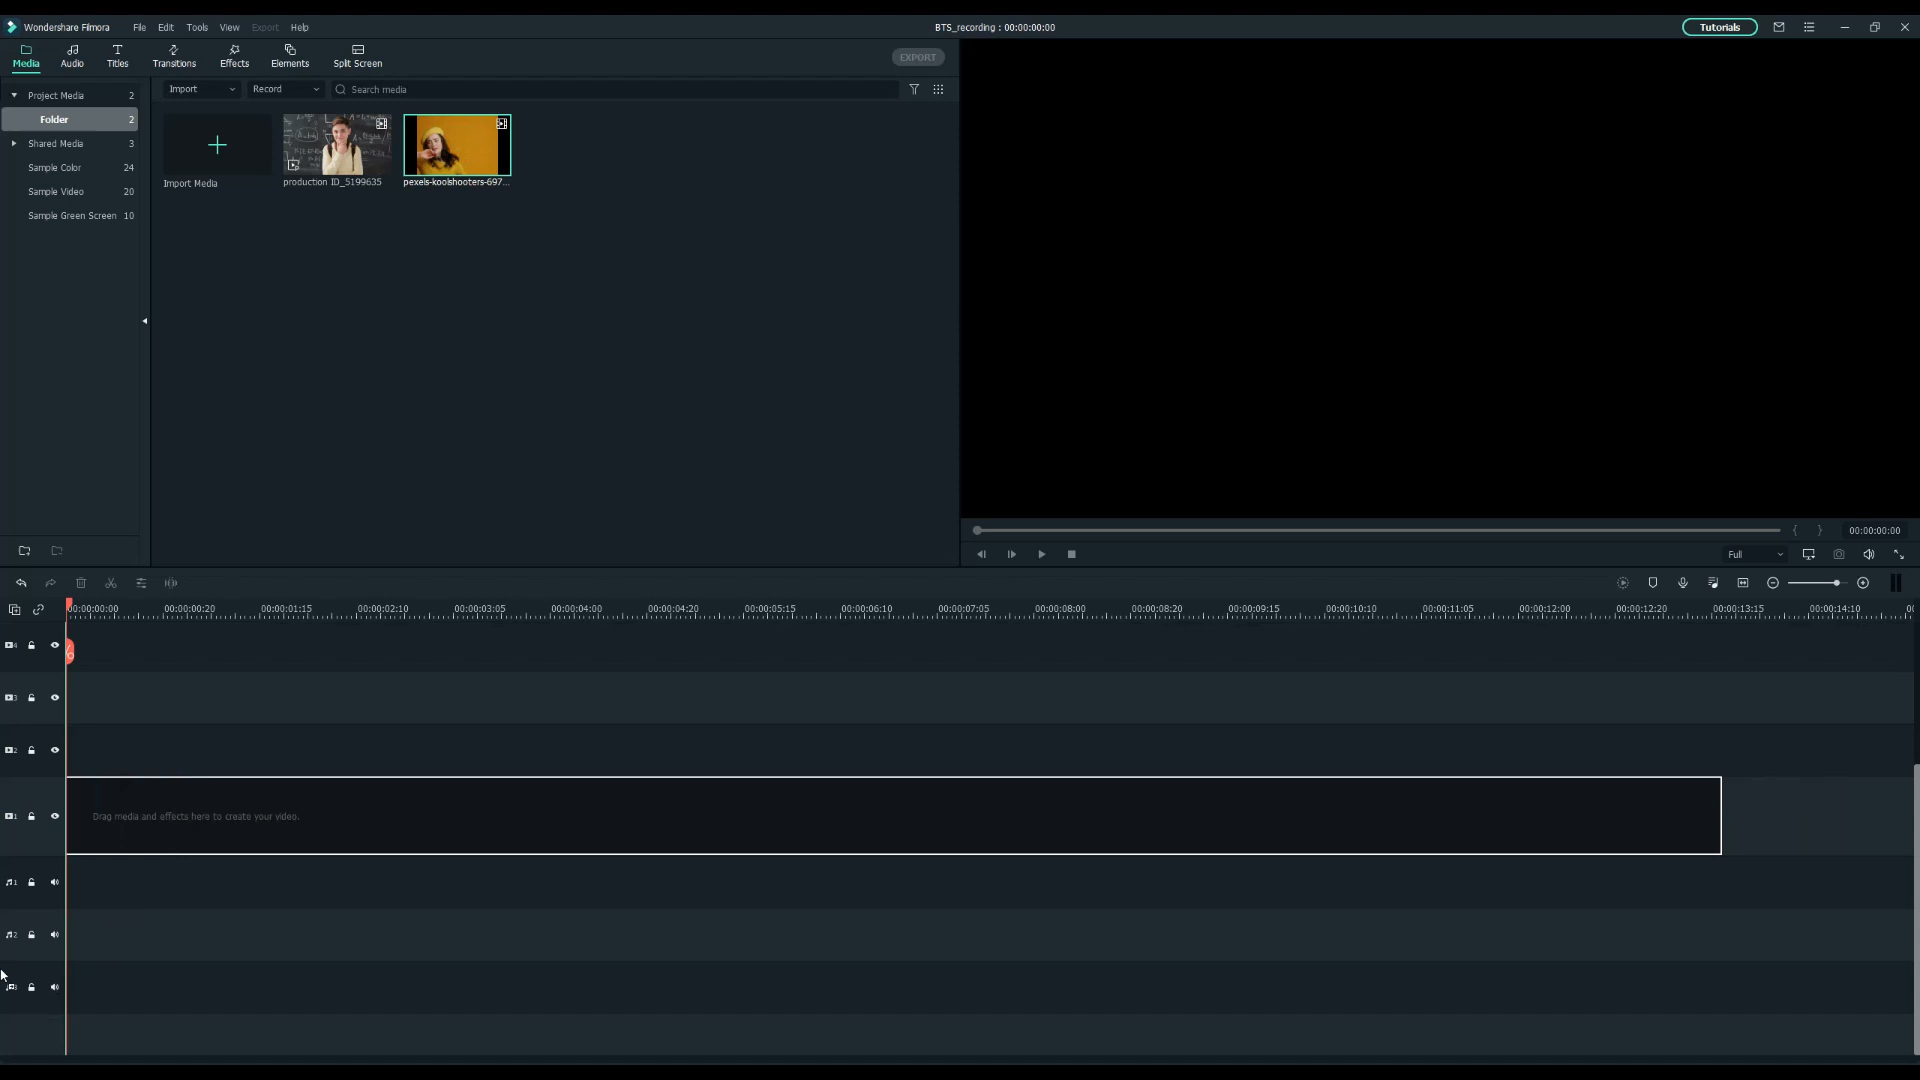 Wondershare Filmora File Edit Tools View Export Help BTS_recording : 00:00:00:00 Tutorials
Media Audio Titles Transitions Effects Elements Split Screen EXPORT
Project Media 2
Folder 2
Shared Media 3
Sample Color 24
Sample Video 20
Sample Green Screen 10
Import Record Search media
Import Media production ID_5199635 pexels-koolshooters-697...
00:00:00:00
Full
00:00:00:00 00:00:00:20 00:00:01:15 00:00:02:10 00:00:03:05 00:00:04:00 00:00:04:20 00:00:05:15 00:00:06:10 00:00:07:05 00:00:08:00 00:00:08:20 00:00:09:15 00:00:10:10 00:00:11:05 00:00:12:00 00:00:12:20 00:00:13:15 00:00:14:10
4
3
2
1 Drag media and effects here to create your video.
1
2
3